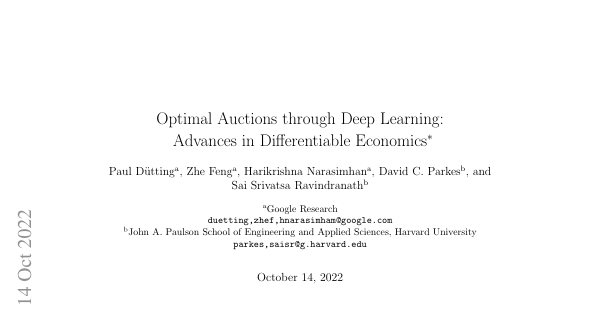 Optimal Auctions through Deep Learning:
Advances in Differentiable Economics*
Paul Dütting^a, Zhe Feng^a, Harikrishna Narasimhan^a, David C. Parkes^b, and
Sai Srivatsa Ravindranath^b
^aGoogle Research
duetting,zhef,hnarasimham@google.com
^bJohn A. Paulson School of Engineering and Applied Sciences, Harvard University
parkes,saisr@g.harvard.edu
October 14, 2022
14 Oct 2022